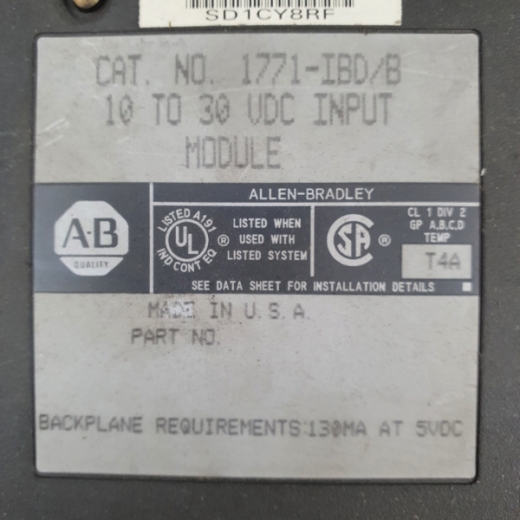 SD1CY8RF
CAT. NO. 1771-IBD/B
10 TO 30 VDC INPUT
MODULE
ALLEN-BRADLEY
A-B
QUALITY
LISTED A191
UL
IND CONT EQ
®
LISTED WHEN
USED WITH
LISTED SYSTEM
SA
®
CL 1 DIV 2
GP A,B,C,D
TEMP
T4A
SEE DATA SHEET FOR INSTALLATION DETAILS
MADE IN U.S.A.
PART NO.
BACKPLANE REQUIREMENTS:130MA AT 5VDC